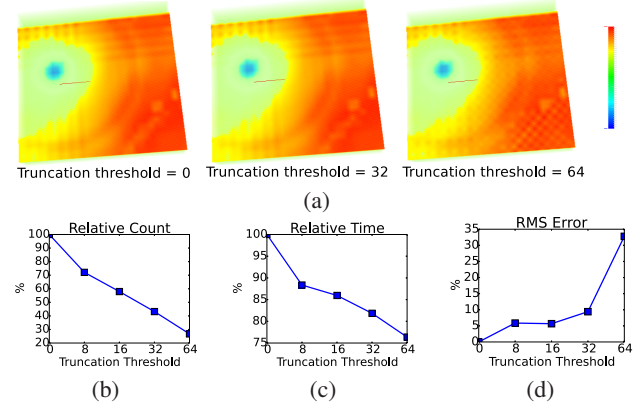 Truncation threshold = 0 Truncation threshold = 32 Truncation threshold = 64
(a)
Relative Count
100
90
80
70
60
50
40
30
20
%
0 8 16 32 64
Truncation Threshold
(b)
Relative Time
100
95
90
85
80
75
%
0 8 16 32 64
Truncation Threshold
(c)
RMS Error
35
30
25
20
15
10
5
0
%
0 8 16 32 64
Truncation Threshold
(d)